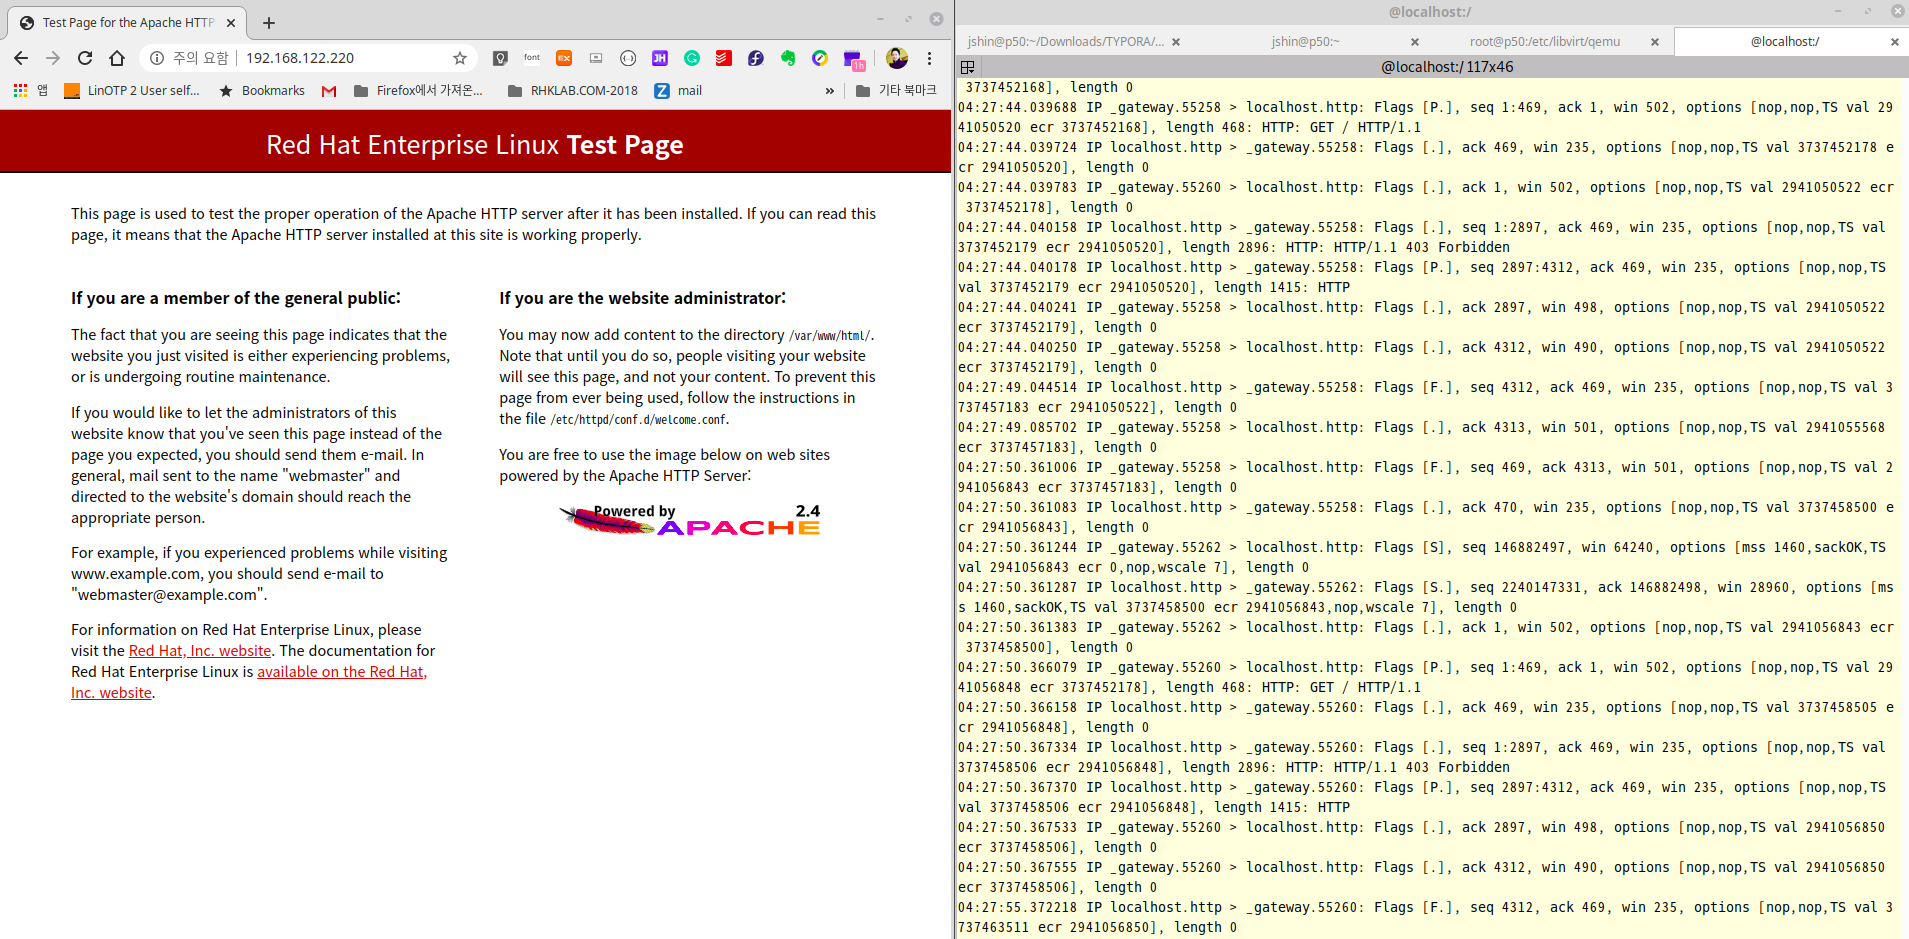 Test Page for the Apache HTTP
주의 요함 | 192.168.122.220
font
JH
1h
앱 LinOTP 2 User self... Bookmarks Firefox에서 가져온... RHKLAB.COM-2018 mail » 기타 북마크
Red Hat Enterprise Linux Test Page
This page is used to test the proper operation of the Apache HTTP server after it has been installed. If you can read this
page, it means that the Apache HTTP server installed at this site is working properly.
If you are a member of the general public:
The fact that you are seeing this page indicates that the
website you just visited is either experiencing problems,
or is undergoing routine maintenance.
If you would like to let the administrators of this
website know that you've seen this page instead of the
page you expected, you should send them e-mail. In
general, mail sent to the name "webmaster" and
directed to the website's domain should reach the
appropriate person.
For example, if you experienced problems while visiting
www.example.com, you should send e-mail to
"webmaster@example.com".
For information on Red Hat Enterprise Linux, please
visit the Red Hat, Inc. website. The documentation for
Red Hat Enterprise Linux is available on the Red Hat,
Inc. website.
If you are the website administrator:
You may now add content to the directory /var/www/html/.
Note that until you do so, people visiting your website
will see this page, and not your content. To prevent this
page from ever being used, follow the instructions in
the file /etc/httpd/conf.d/welcome.conf.
You are free to use the image below on web sites
powered by the Apache HTTP Server:
Powered by 2.4
APACHE
@localhost:/
jshin@p50:~/Downloads/TYPORA/... jshin@p50:~ root@p50:/etc/libvirt/qemu @localhost:/
@localhost:/ 117x46
3737452168], length 0
04:27:44.039688 IP _gateway.55258 > localhost.http: Flags [P.], seq 1:469, ack 1, win 502, options [nop,nop,TS val 29
41050520 ecr 3737452168], length 468: HTTP: GET / HTTP/1.1
04:27:44.039724 IP localhost.http > _gateway.55258: Flags [.], ack 469, win 235, options [nop,nop,TS val 3737452178 e
cr 2941050520], length 0
04:27:44.039783 IP _gateway.55260 > localhost.http: Flags [.], ack 1, win 502, options [nop,nop,TS val 2941050522 ecr
3737452178], length 0
04:27:44.040158 IP localhost.http > _gateway.55258: Flags [.], seq 1:2897, ack 469, win 235, options [nop,nop,TS val
3737452179 ecr 2941050520], length 2896: HTTP: HTTP/1.1 403 Forbidden
04:27:44.040178 IP localhost.http > _gateway.55258: Flags [P.], seq 2897:4312, ack 469, win 235, options [nop,nop,TS
val 3737452179 ecr 2941050520], length 1415: HTTP
04:27:44.040241 IP _gateway.55258 > localhost.http: Flags [.], ack 2897, win 498, options [nop,nop,TS val 2941050522
ecr 3737452179], length 0
04:27:44.040250 IP _gateway.55258 > localhost.http: Flags [.], ack 4312, win 490, options [nop,nop,TS val 2941050522
ecr 3737452179], length 0
04:27:49.044514 IP localhost.http > _gateway.55258: Flags [F.], seq 4312, ack 469, win 235, options [nop,nop,TS val 3
737457183 ecr 2941050522], length 0
04:27:49.085702 IP _gateway.55258 > localhost.http: Flags [.], ack 4313, win 501, options [nop,nop,TS val 2941055568
ecr 3737457183], length 0
04:27:50.361006 IP _gateway.55258 > localhost.http: Flags [F.], seq 469, ack 4313, win 501, options [nop,nop,TS val 2
941056843 ecr 3737457183], length 0
04:27:50.361083 IP localhost.http > _gateway.55258: Flags [.], ack 470, win 235, options [nop,nop,TS val 3737458500 e
cr 2941056843], length 0
04:27:50.361244 IP _gateway.55262 > localhost.http: Flags [S], seq 146882497, win 64240, options [mss 1460,sackOK,TS
val 2941056843 ecr 0,nop,wscale 7], length 0
04:27:50.361287 IP localhost.http > _gateway.55262: Flags [S.], seq 2240147331, ack 146882498, win 28960, options [ms
s 1460,sackOK,TS val 3737458500 ecr 2941056843,nop,wscale 7], length 0
04:27:50.361383 IP _gateway.55262 > localhost.http: Flags [.], ack 1, win 502, options [nop,nop,TS val 2941056843 ecr
3737458500], length 0
04:27:50.366079 IP _gateway.55260 > localhost.http: Flags [P.], seq 1:469, ack 1, win 502, options [nop,nop,TS val 29
41056848 ecr 3737452178], length 468: HTTP: GET / HTTP/1.1
04:27:50.366158 IP localhost.http > _gateway.55260: Flags [.], ack 469, win 235, options [nop,nop,TS val 3737458505 e
cr 2941056848], length 0
04:27:50.367334 IP localhost.http > _gateway.55260: Flags [.], seq 1:2897, ack 469, win 235, options [nop,nop,TS val
3737458506 ecr 2941056848], length 2896: HTTP: HTTP/1.1 403 Forbidden
04:27:50.367370 IP localhost.http > _gateway.55260: Flags [P.], seq 2897:4312, ack 469, win 235, options [nop,nop,TS
val 3737458506 ecr 2941056848], length 1415: HTTP
04:27:50.367533 IP _gateway.55260 > localhost.http: Flags [.], ack 2897, win 498, options [nop,nop,TS val 2941056850
ecr 3737458506], length 0
04:27:50.367555 IP _gateway.55260 > localhost.http: Flags [.], ack 4312, win 490, options [nop,nop,TS val 2941056850
ecr 3737458506], length 0
04:27:55.372218 IP localhost.http > _gateway.55260: Flags [F.], seq 4312, ack 469, win 235, options [nop,nop,TS val 3
737463511 ecr 2941056850], length 0